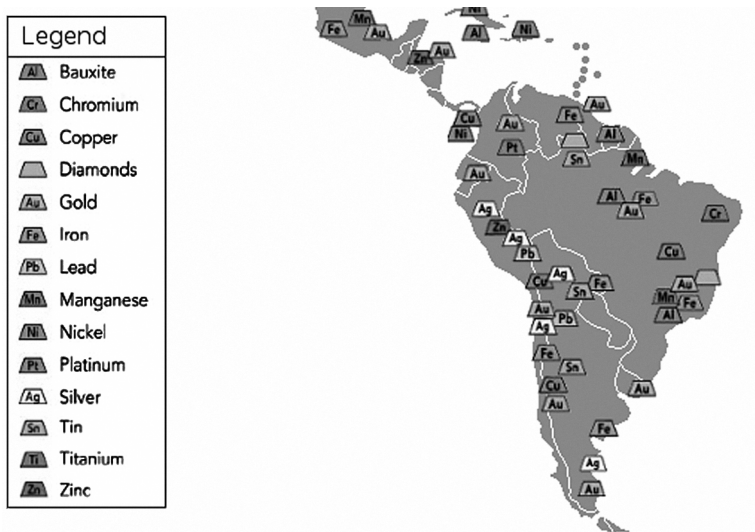 Legend
Al Bauxite
Cr Chromium
Cu Copper
Diamonds
Au Gold
Fe Iron
Pb Lead
Mn Manganese
Ni Nickel
Pt Platinum
Ag Silver
Sn Tin
Ti Titanium
Zn Zinc
Ni
Mn
Fe Au Al Ni
Zn Au
Au
Cu Au Fe
Ni Al
Pt Sn Mn
Au
Al Fe
Ag Au Cr
Zn
Ag
Pb Cu
Ag
Cu Sn Fe Au
Mn Fe
Au Pb Al
Ag
Fe
Sn
Cu Au
Au
Fe
Ag
Au